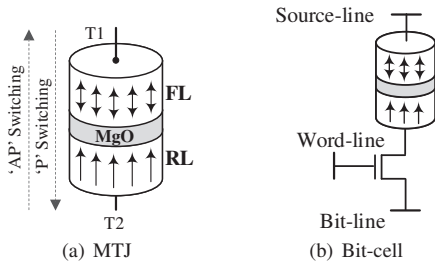 T1
'AP' Switching
'P' Switching
FL
MgO
RL
T2
(a) MTJ
Source-line
Word-line
Bit-line
(b) Bit-cell